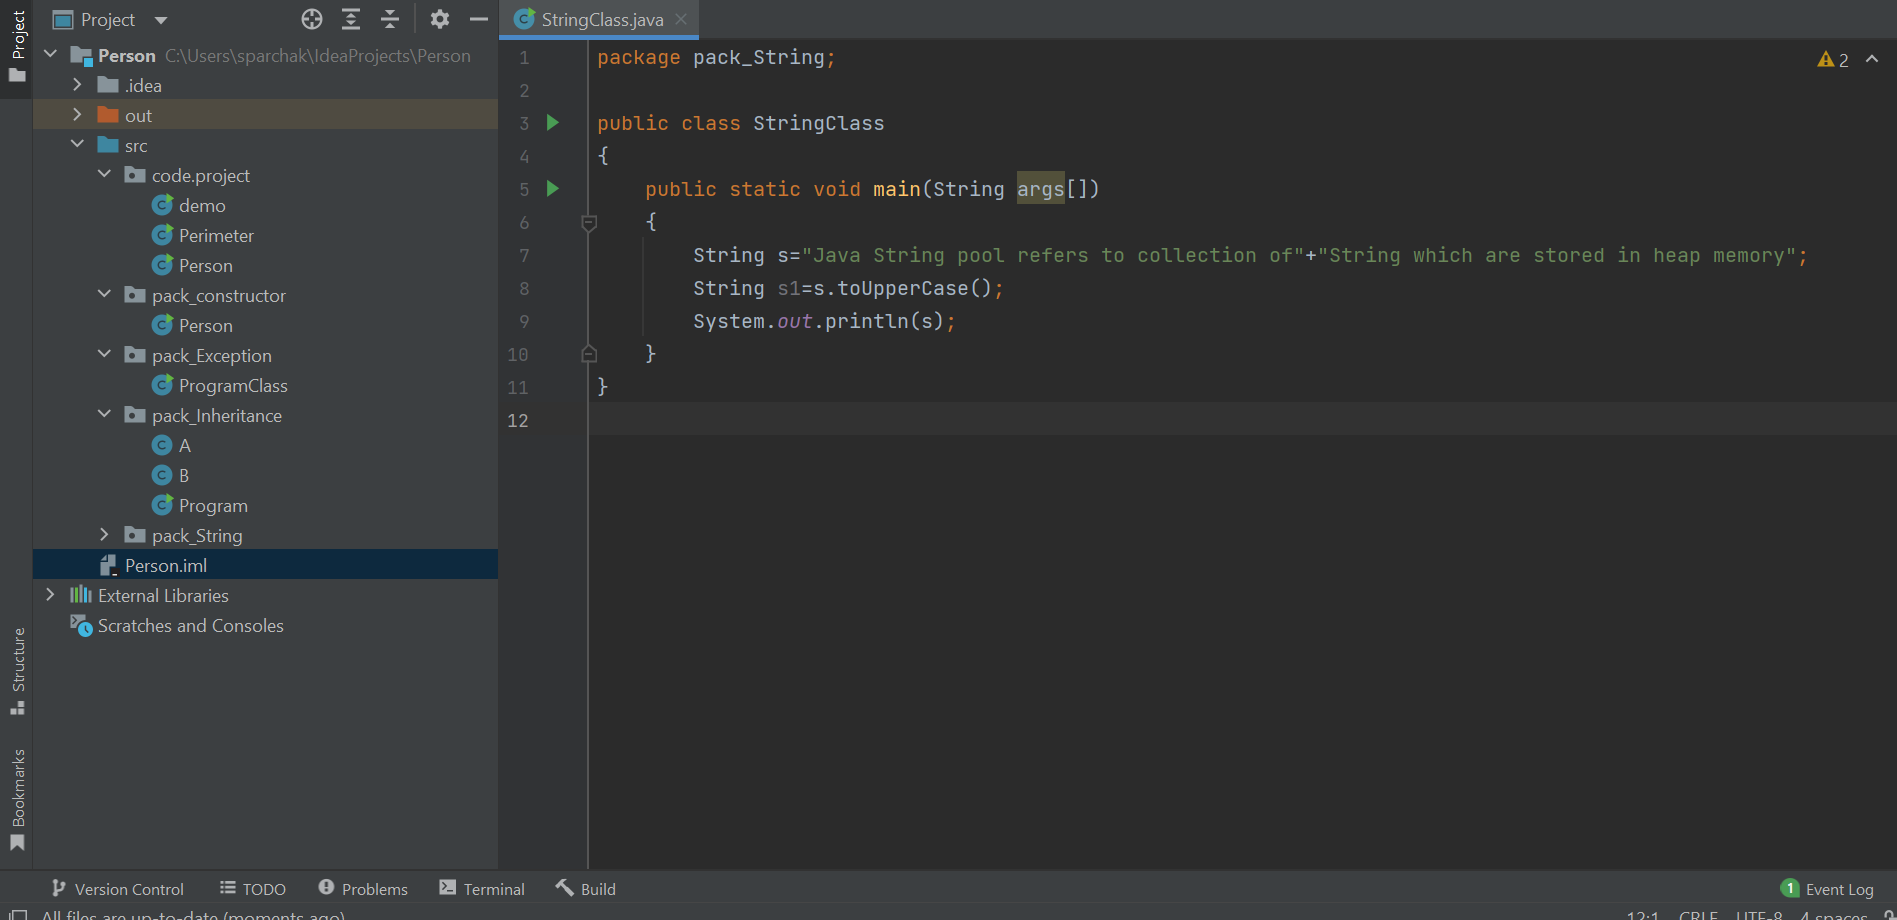 Project
Project
Person C:\Users\sparchak\IdeaProjects\Person
.idea
out
src
code.project
demo
Perimeter
Person
pack_constructor
Person
pack_Exception
ProgramClass
pack_Inheritance
A
B
Program
pack_String
Person.iml
External Libraries
Scratches and Consoles
Structure
Bookmarks
StringClass.java
2
1 package pack_String;
2
3 public class StringClass
4 {
5 public static void main(String args[])
6 {
7 String s="Java String pool refers to collection of"+"String which are stored in heap memory";
8 String s1=s.toUpperCase();
9 System.out.println(s);
10 }
11 }
12
Version Control TODO Problems Terminal Build 1 Event Log
All files are up-to-date (moments ago) 12:1 CRLF UTF-8 4 spaces